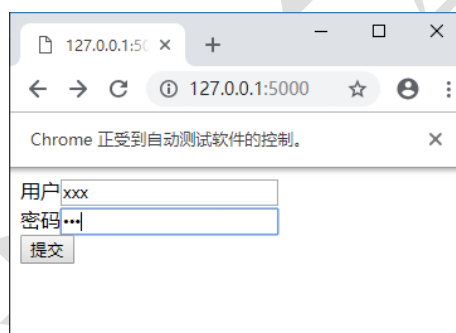 127.0.0.1:50
127.0.0.1:5000
Chrome 正受到自动测试软件的控制。
用户xxx
密码•••
提交